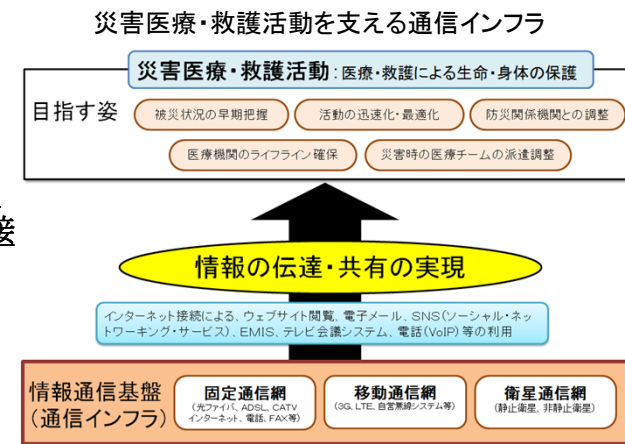 災害医療・救護活動を支える通信インフラ
災害医療・救護活動：医療・救護による生命・身体の保護
目指す姿
被災状況の早期把握
活動の迅速化・最適化
防災関係機関との調整
医療機関のライフライン確保
災害時の医療チームの派遣調整
接
情報の伝達・共有の実現
インターネット接続による、ウェブサイト閲覧、電子メール、SNS（ソーシャル・ネッ
トワーキング・サービス）、EMIS、テレビ会議システム、電話（VoIP）等の利用
情報通信基盤
（通信インフラ）
固定通信網
（光ファイバ、ADSL、CATV
インターネット、電話、FAX等）
移動通信網
（3G、LTE、自営無線システム等）
衛星通信網
（静止衛星、非静止衛星）